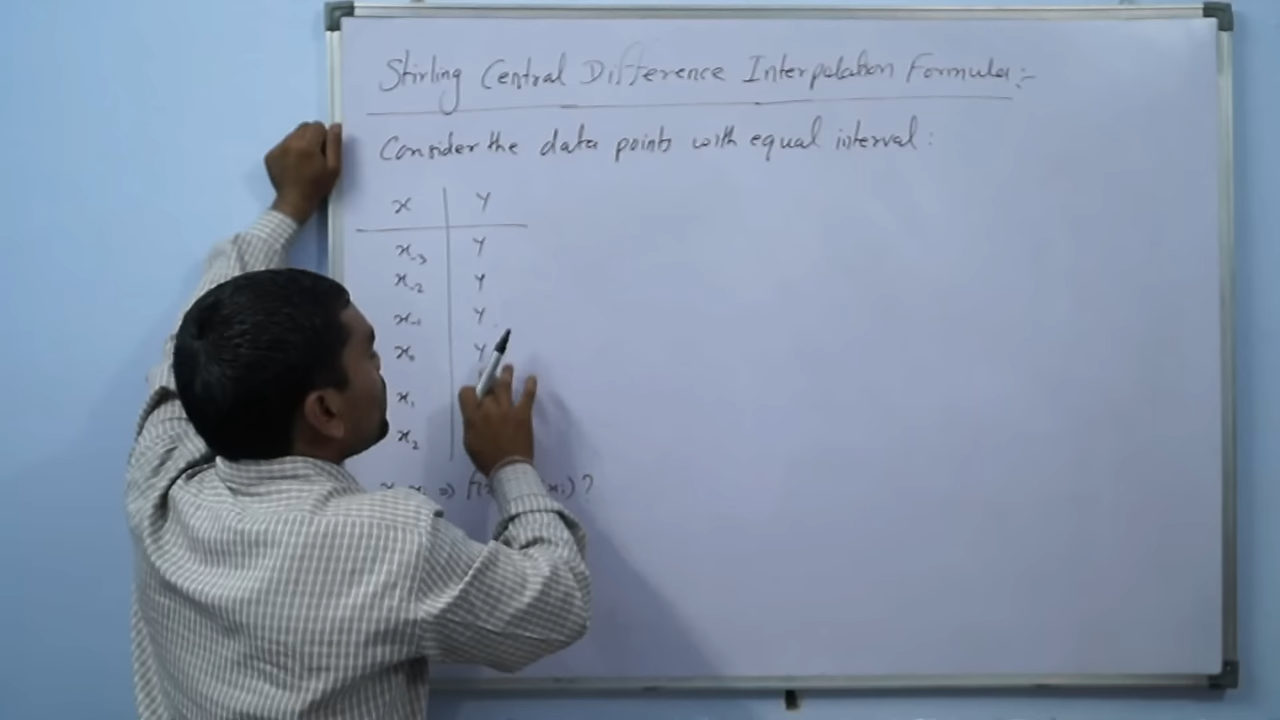 Stirling Central Difference Interpolation Formula:-
Consider the data points with equal interval:
x y
x₋₃ y
x₋₂ y
x₋₁ y
x₀ y
x₁
x₂
⇒ ?